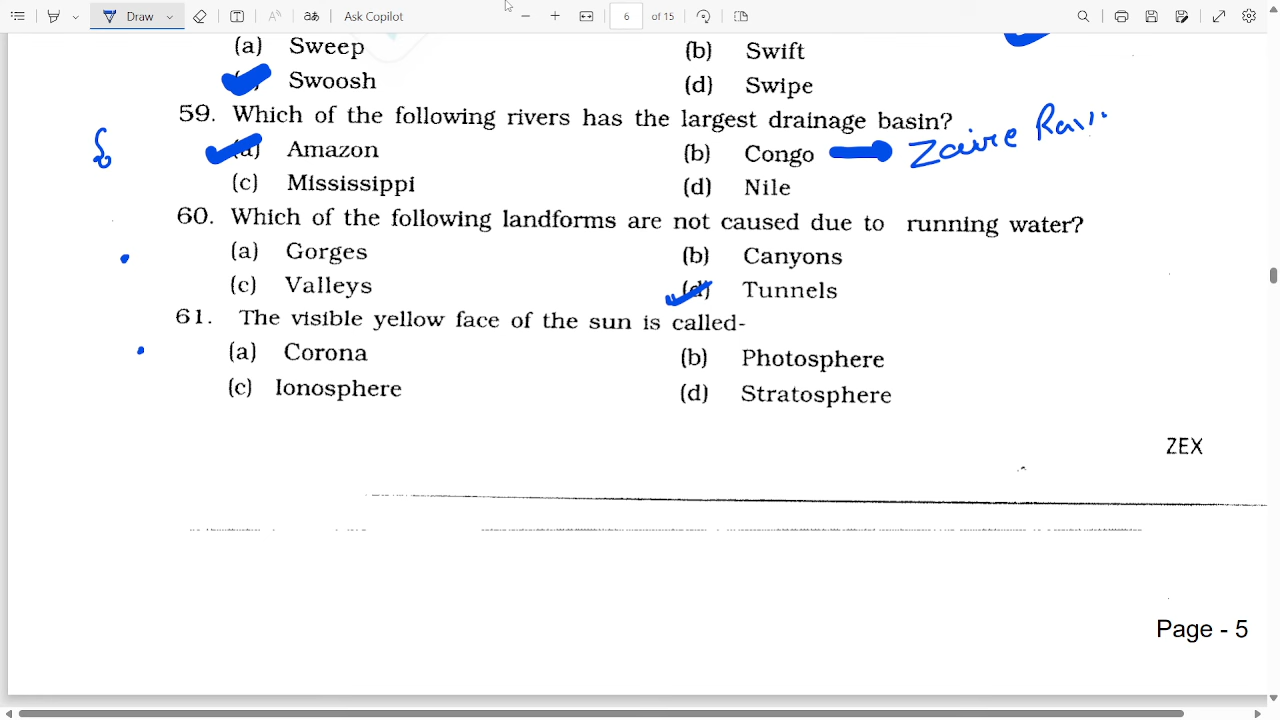 Draw
Ask Copilot
6 of 15
(a) Sweep (b) Swift
Swoosh (d) Swipe
59. Which of the following rivers has the largest drainage basin?
(a) Amazon (b) Congo Zaire
(c) Mississippi (d) Nile
60. Which of the following landforms are not caused due to running water?
(a) Gorges (b) Canyons
(c) Valleys (d) Tunnels
61. The visible yellow face of the sun is called-
(a) Corona (b) Photosphere
(c) Ionosphere (d) Stratosphere
ZEX
Page - 5